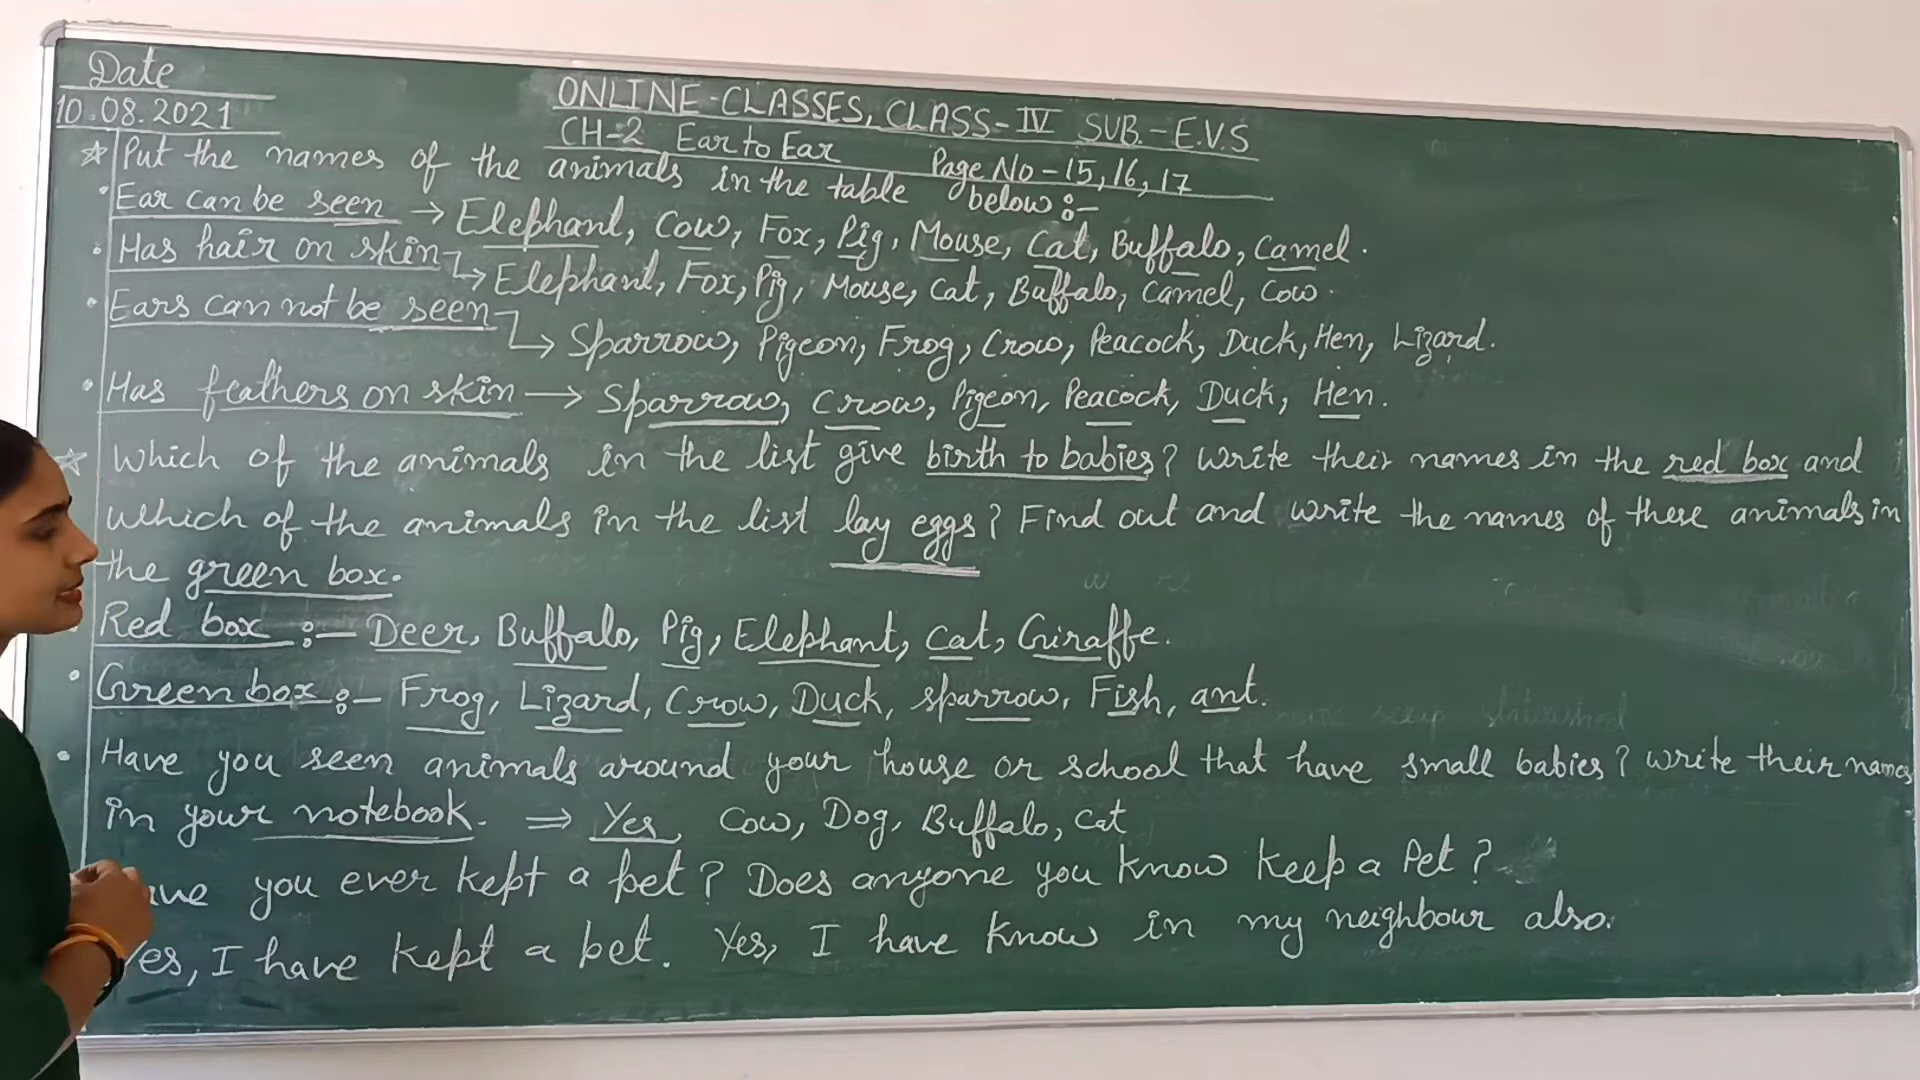 Date
10.08.2021
ONLINE-CLASSES, CLASS-IV SUB.-E.V.S
CH-2 Ear to Ear Page No-15,16,17
☆ Put the names of the animals in the table below:-
• Ear can be seen → Elephant, Cow, Fox, Pig, Mouse, Cat, Buffalo, Camel.
• Has hair on skin → Elephant, Fox, Pig, Mouse, Cat, Buffalo, Camel, Cow.
• Ears can not be seen
→ Sparrow, Pigeon, Frog, Crow, Peacock, Duck, Hen, Lizard.
• Has feathers on skin → Sparrow, Crow, Pigeon, Peacock, Duck, Hen.
☆ Which of the animals in the list give birth to babies? Write their names in the red box and
which of the animals in the list lay eggs? Find out and write the names of these animals in
the green box.
Red box :- Deer, Buffalo, Pig, Elephant, Cat, Giraffe.
• Green box :- Frog, Lizard, Crow, Duck, sparrow, Fish, ant.
• Have you seen animals around your house or school that have small babies? Write their names
in your notebook. ⇒ Yes, Cow, Dog, Buffalo, Cat
you ever kept a pet? Does anyone you know keep a Pet?
Yes, I have kept a pet. Yes, I have know in my neighbour also.